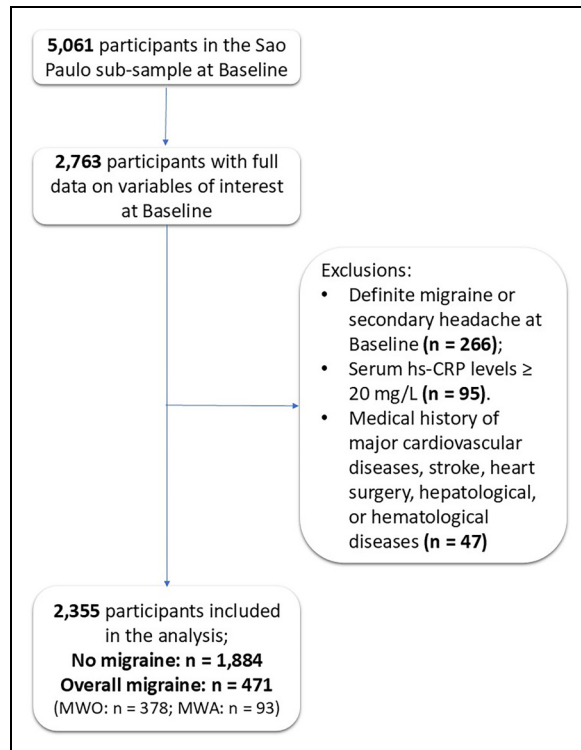 5,061 participants in the Sao
Paulo sub-sample at Baseline
2,763 participants with full
data on variables of interest
at Baseline
Exclusions:
• Definite migraine or
secondary headache at
Baseline (n = 266);
• Serum hs-CRP levels ≥
20 mg/L (n = 95).
• Medical history of
major cardiovascular
diseases, stroke, heart
surgery, hepatological,
or hematological
diseases (n = 47)
2,355 participants included
in the analysis;
No migraine: n = 1,884
Overall migraine: n = 471
(MWO: n = 378; MWA: n = 93)